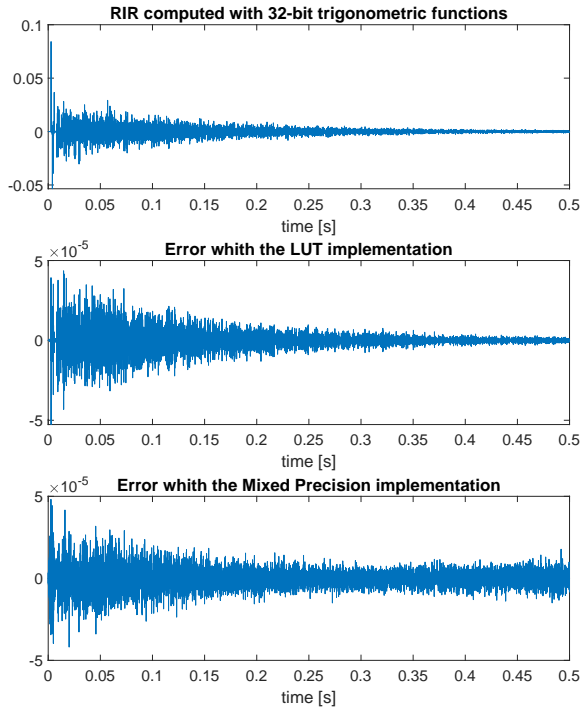 RIR computed with 32-bit trigonometric functions
0.1
0.05
0
-0.05
0 0.05 0.1 0.15 0.2 0.25 0.3 0.35 0.4 0.45 0.5
time [s]
Error whith the LUT implementation
×10-5
5
0
-5
0 0.05 0.1 0.15 0.2 0.25 0.3 0.35 0.4 0.45 0.5
time [s]
Error whith the Mixed Precision implementation
×10-5
5
0
-5
0 0.05 0.1 0.15 0.2 0.25 0.3 0.35 0.4 0.45 0.5
time [s]